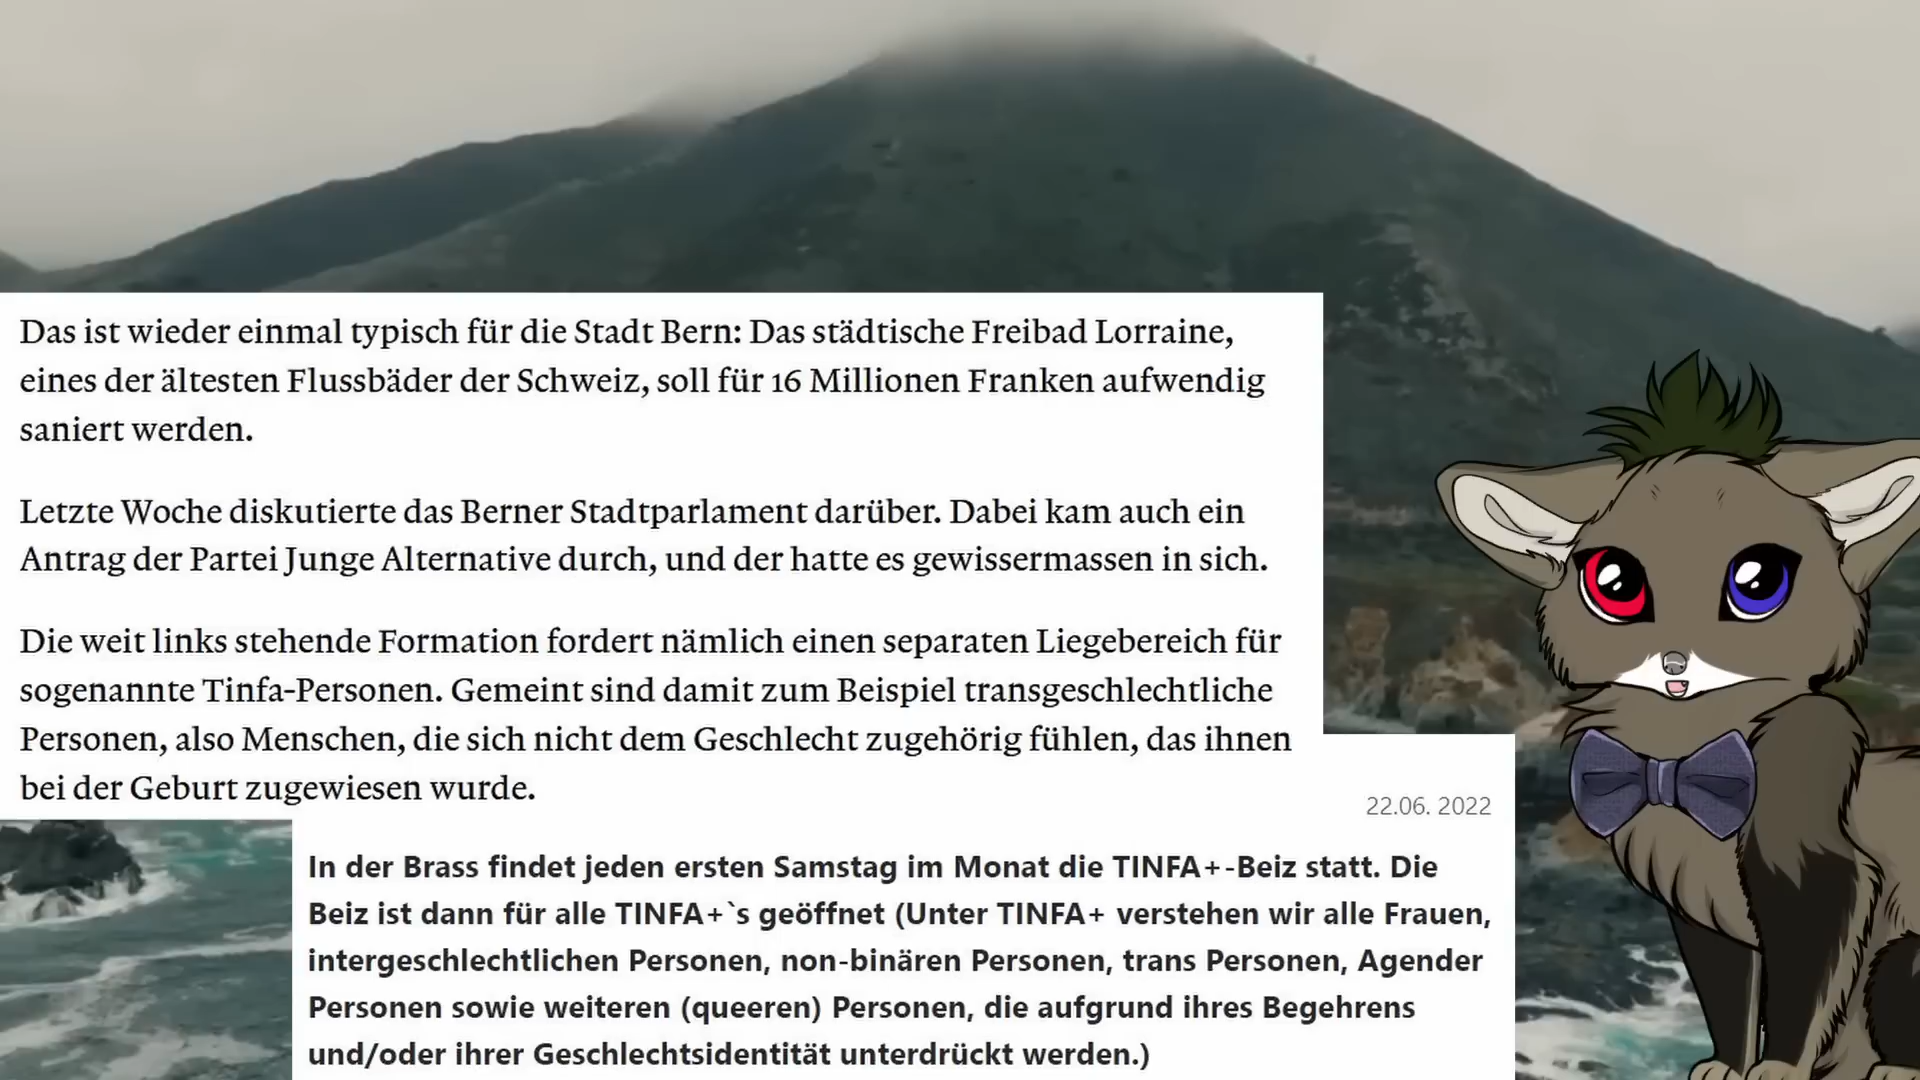 Das ist wieder einmal typisch für die Stadt Bern: Das städtische Freibad Lorraine,
eines der ältesten Flussbäder der Schweiz, soll für 16 Millionen Franken aufwendig
saniert werden.
Letzte Woche diskutierte das Berner Stadtparlament darüber. Dabei kam auch ein
Antrag der Partei Junge Alternative durch, und der hatte es gewissermassen in sich.
Die weit links stehende Formation fordert nämlich einen separaten Liegebereich für
sogenannte Tinfa-Personen. Gemeint sind damit zum Beispiel transgeschlechtliche
Personen, also Menschen, die sich nicht dem Geschlecht zugehörig fühlen, das ihnen
bei der Geburt zugewiesen wurde.
22.06. 2022
In der Brass findet jeden ersten Samstag im Monat die TINFA+-Beiz statt. Die
Beiz ist dann für alle TINFA+`s geöffnet (Unter TINFA+ verstehen wir alle Frauen,
intergeschlechtlichen Personen, non-binären Personen, trans Personen, Agender
Personen sowie weiteren (queeren) Personen, die aufgrund ihres Begehrens
und/oder ihrer Geschlechtsidentität unterdrückt werden.)